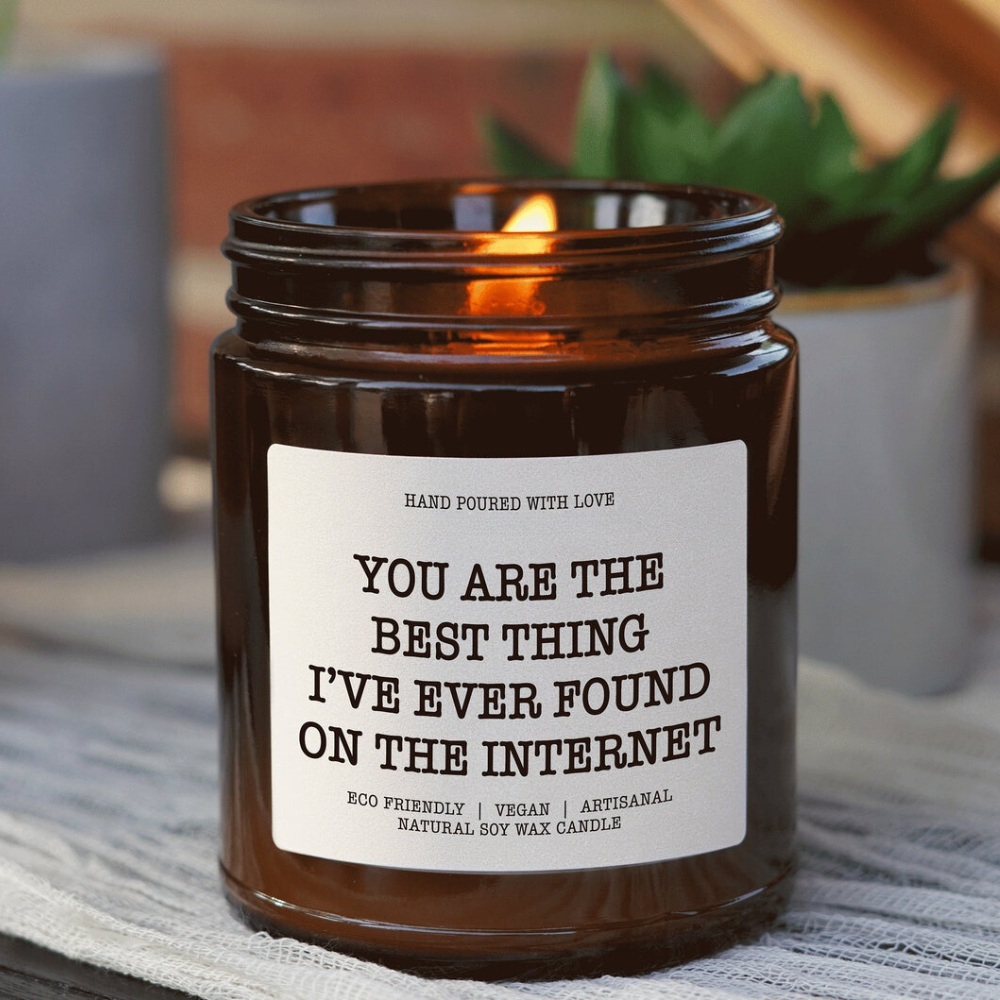 HAND POURED WITH LOVE
YOU ARE THE
BEST THING
I'VE EVER FOUND
ON THE INTERNET
ECO FRIENDLY | VEGAN | ARTISANAL
NATURAL SOY WAX CANDLE